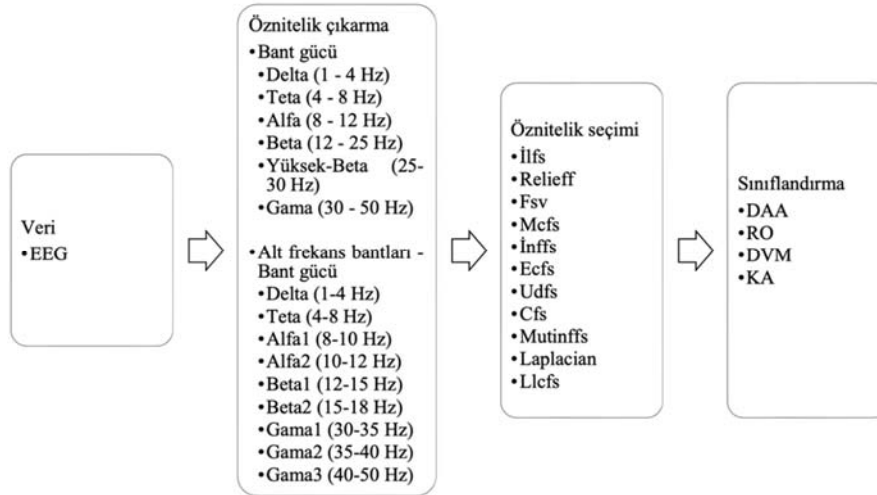 Veri
•EEG
Öznitelik çıkarma
•Bant gücü
•Delta (1 - 4 Hz)
•Teta (4 - 8 Hz)
•Alfa (8 - 12 Hz)
•Beta (12 - 25 Hz)
•Yüksek-Beta (25-
30 Hz)
•Gama (30 - 50 Hz)
•Alt frekans bantları -
Bant gücü
•Delta (1-4 Hz)
•Teta (4-8 Hz)
•Alfa1 (8-10 Hz)
•Alfa2 (10-12 Hz)
•Beta1 (12-15 Hz)
•Beta2 (15-18 Hz)
•Gama1 (30-35 Hz)
•Gama2 (35-40 Hz)
•Gama3 (40-50 Hz)
Öznitelik seçimi
•İlfs
•Relieff
•Fsv
•Mcfs
•İnffs
•Ecfs
•Udfs
•Cfs
•Mutinffs
•Laplacian
•Llcfs
Sınıflandırma
•DAA
•RO
•DVM
•KA